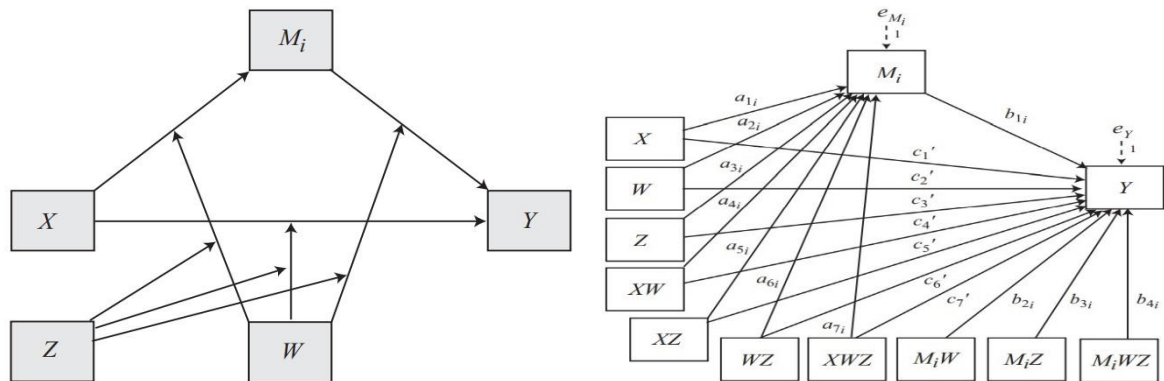 M_i
X
Y
Z
W
e_{M_i}
1
M_i
a_{1i}
a_{2i}
a_{3i}
a_{4i}
a_{5i}
a_{6i}
a_{7i}
b_{1i}
e_Y
1
X
W
Z
XW
XZ
c_1'
c_2'
c_3'
c_4'
c_5'
c_6'
c_7'
Y
b_{2i}
b_{3i}
b_{4i}
WZ
XWZ
M_iW
M_iZ
M_iWZ